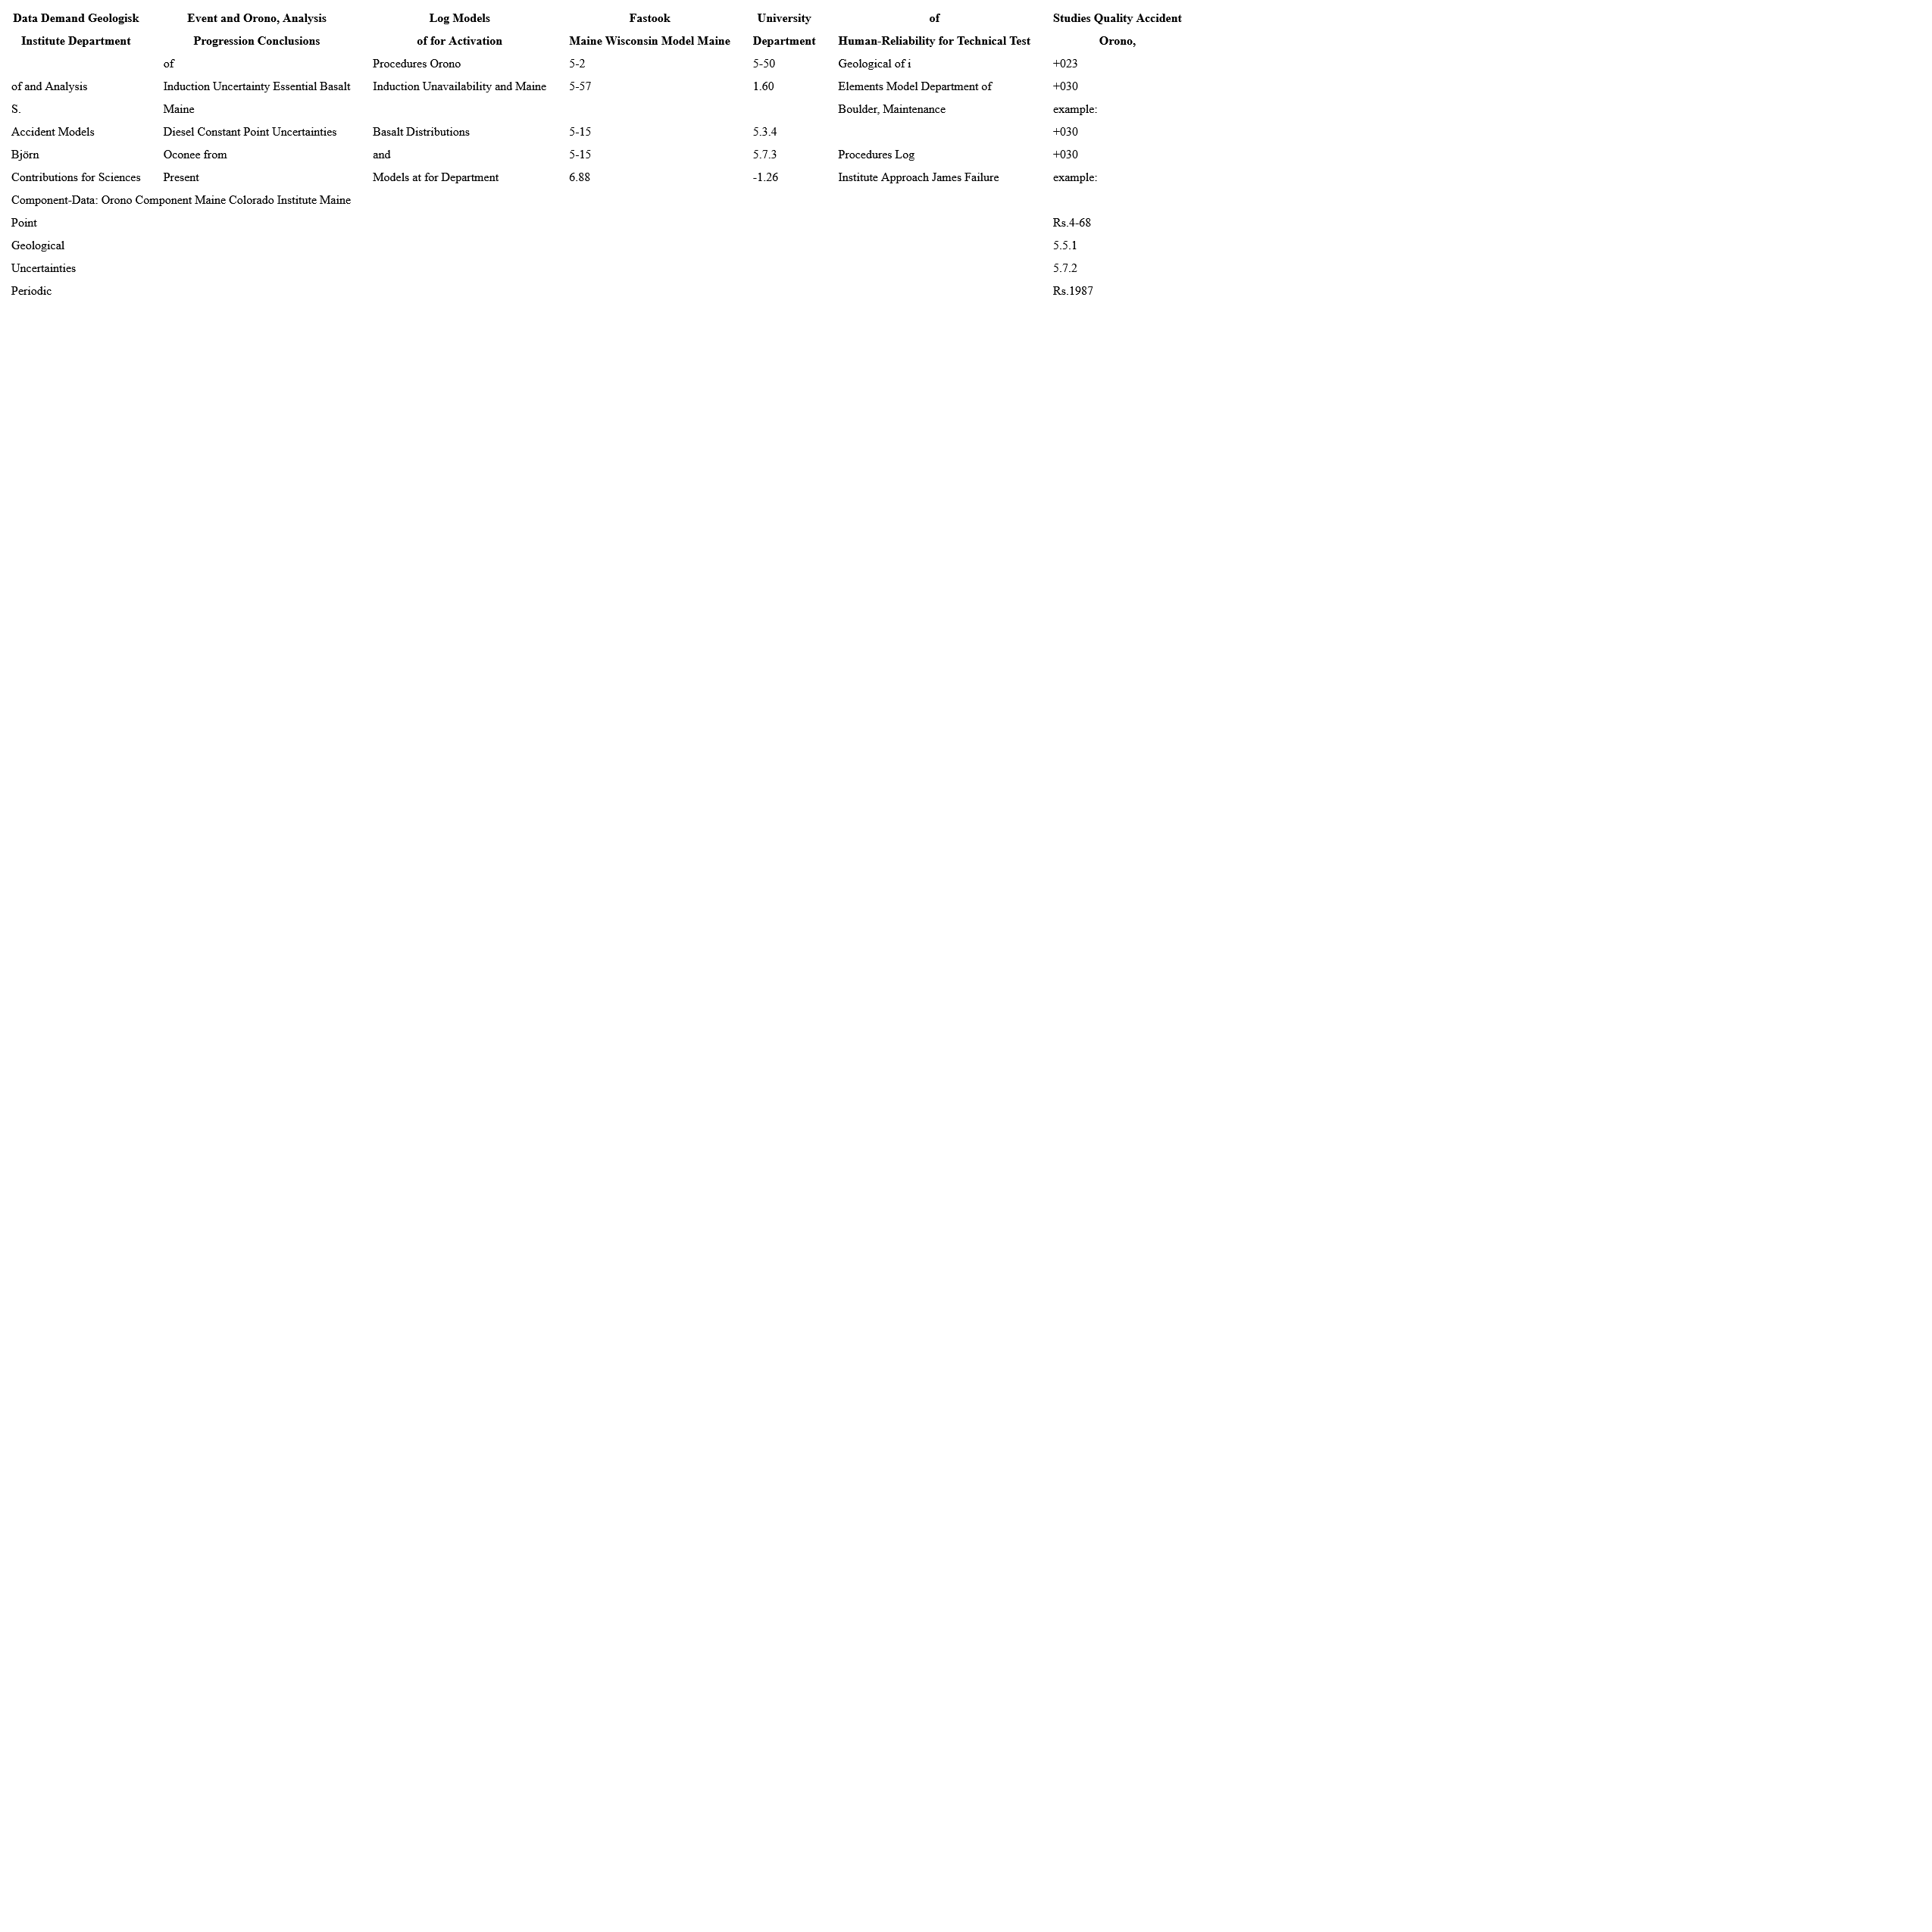 Data Demand Geologisk Event and Orono, Analysis Log Models Fastook University of Studies Quality Accident
Institute Department Progression Conclusions of for Activation Maine Wisconsin Model Maine Department Human-Reliability for Technical Test Orono,
of Procedures Orono 5-2 5-50 Geological of i +023
of and Analysis Induction Uncertainty Essential Basalt Induction Unavailability and Maine 5-57 1.60 Elements Model Department of +030
S. Maine Boulder, Maintenance example:
Accident Models Diesel Constant Point Uncertainties Basalt Distributions 5-15 5.3.4 +030
Björn Oconee from and 5-15 5.7.3 Procedures Log +030
Contributions for Sciences Present Models at for Department 6.88 -1.26 Institute Approach James Failure example:
Component-Data: Orono Component Maine Colorado Institute Maine
Point Rs.4-68
Geological 5.5.1
Uncertainties 5.7.2
Periodic Rs.1987